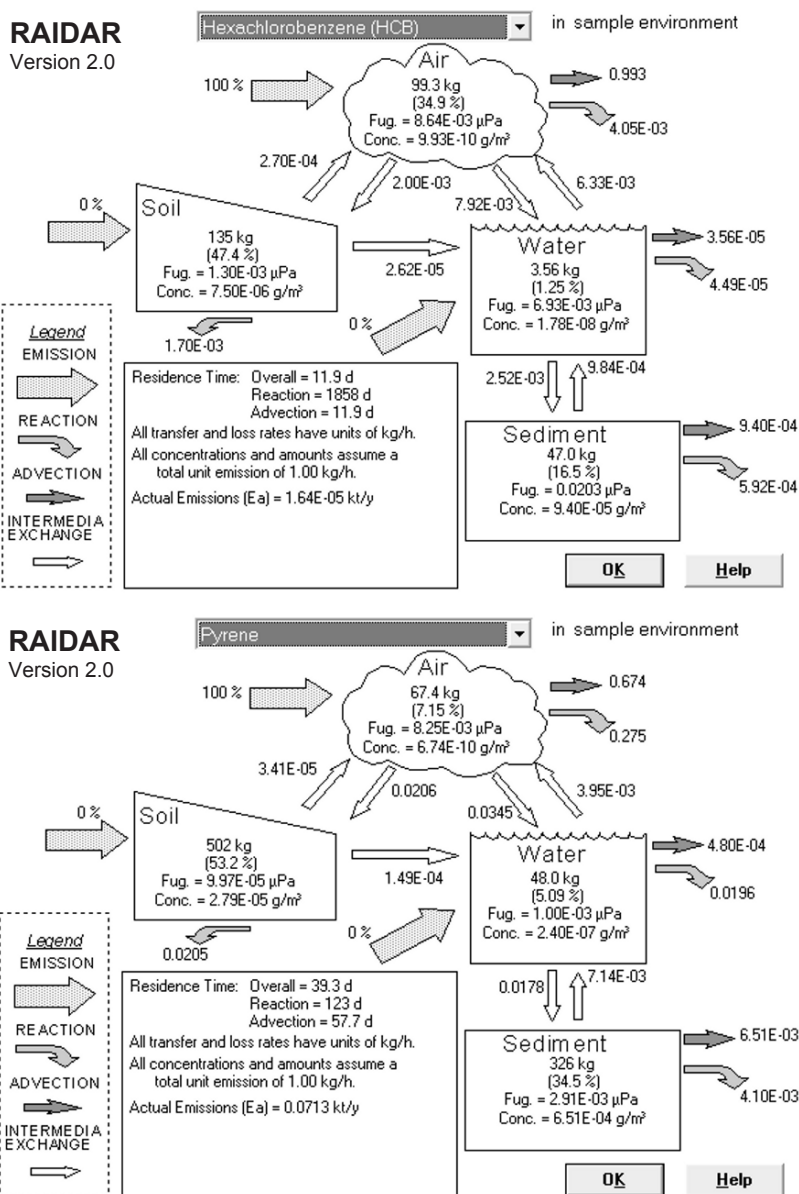 RAIDAR
Version 2.0
Hexachlorobenzene (HCB)
in sample environment
Air
99.3 kg
(34.9 %)
Fug. = 8.64E-03 µPa
Conc. = 9.93E-10 g/m³
100 %
0.993
4.05E-03
2.70E-04
2.00E-03
7.92E-03
6.33E-03
0 %
Soil
135 kg
(47.4 %)
Fug. = 1.30E-03 µPa
Conc. = 7.50E-06 g/m³
2.62E-05
Water
3.56 kg
(1.25 %)
Fug. = 6.93E-03 µPa
Conc. = 1.78E-08 g/m³
3.56E-05
4.49E-05
1.70E-03
0 %
Legend
EMISSION
REACTION
ADVECTION
INTERMEDIA
EXCHANGE
Residence Time: Overall = 11.9 d
Reaction = 1858 d
Advection = 11.9 d
All transfer and loss rates have units of kg/h.
All concentrations and amounts assume a
total unit emission of 1.00 kg/h.
Actual Emissions (Ea) = 1.64E-05 kt/y
2.52E-03
9.84E-04
Sediment
47.0 kg
(16.5 %)
Fug. = 0.0203 µPa
Conc. = 9.40E-05 g/m³
9.40E-04
5.92E-04
OK
Help
RAIDAR
Version 2.0
Pyrene
in sample environment
Air
67.4 kg
(7.15 %)
Fug. = 8.25E-03 µPa
Conc. = 6.74E-10 g/m³
100 %
0.674
0.275
3.41E-05
0.0206
0.0345
3.95E-03
0 %
Soil
502 kg
(53.2 %)
Fug. = 9.97E-05 µPa
Conc. = 2.79E-05 g/m³
1.49E-04
Water
48.0 kg
(5.09 %)
Fug. = 1.00E-03 µPa
Conc. = 2.40E-07 g/m³
4.80E-04
0.0196
0.0205
0 %
Legend
EMISSION
REACTION
ADVECTION
INTERMEDIA
EXCHANGE
Residence Time: Overall = 39.3 d
Reaction = 123 d
Advection = 57.7 d
All transfer and loss rates have units of kg/h.
All concentrations and amounts assume a
total unit emission of 1.00 kg/h.
Actual Emissions (Ea) = 0.0713 kt/y
0.0178
7.14E-03
Sediment
326 kg
(34.5 %)
Fug. = 2.91E-03 µPa
Conc. = 6.51E-04 g/m³
6.51E-03
4.10E-03
OK
Help